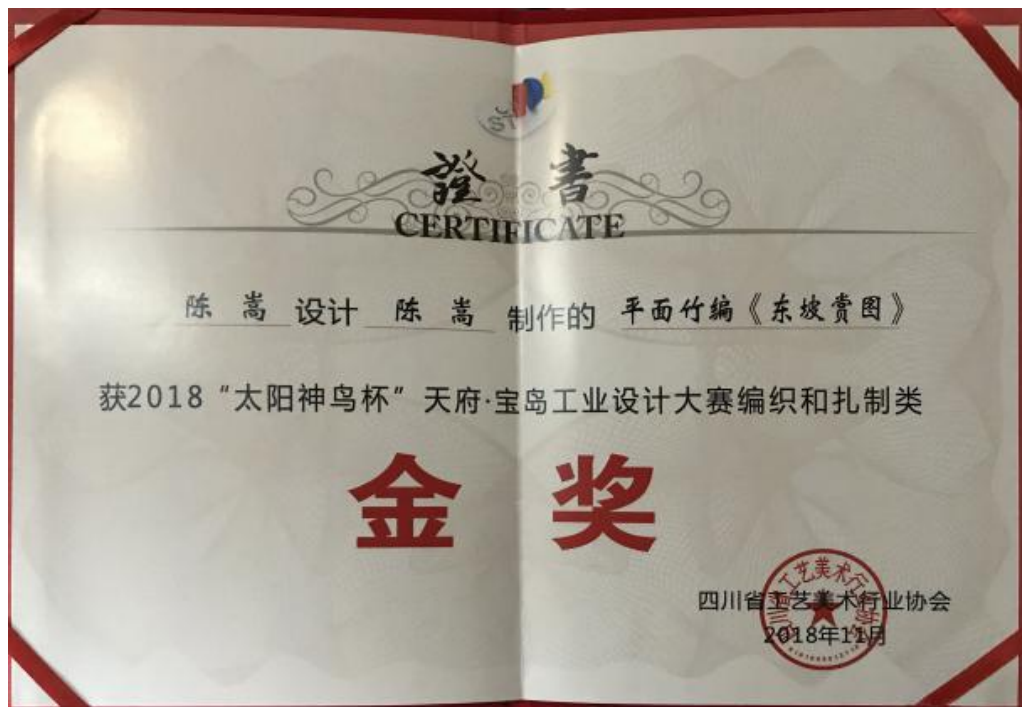 證書
CERTIFICATE
陈 嵩 设计 陈 嵩 制作的 平面竹编《东坡赏图》
获2018“太阳神鸟杯”天府·宝岛工业设计大赛编织和扎制类
金奖
四川省工艺美术行业协会
2018年11月